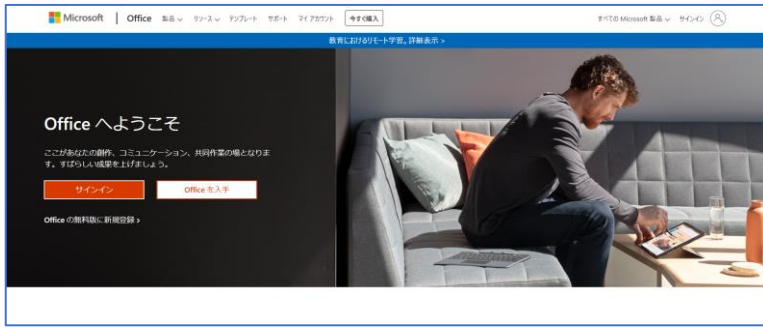 Microsoft | Office 製品 リソース テンプレート サポート マイ アカウント 今すぐ購入 すべての Microsoft 製品 サインイン
教育におけるリモート学習。詳細表示 >
Office へようこそ
ここがあなたの創作、コミュニケーション、共同作業の場となりま
す。すばらしい成果を上げましょう。
サインイン Office を入手
Office の無料版に新規登録 >